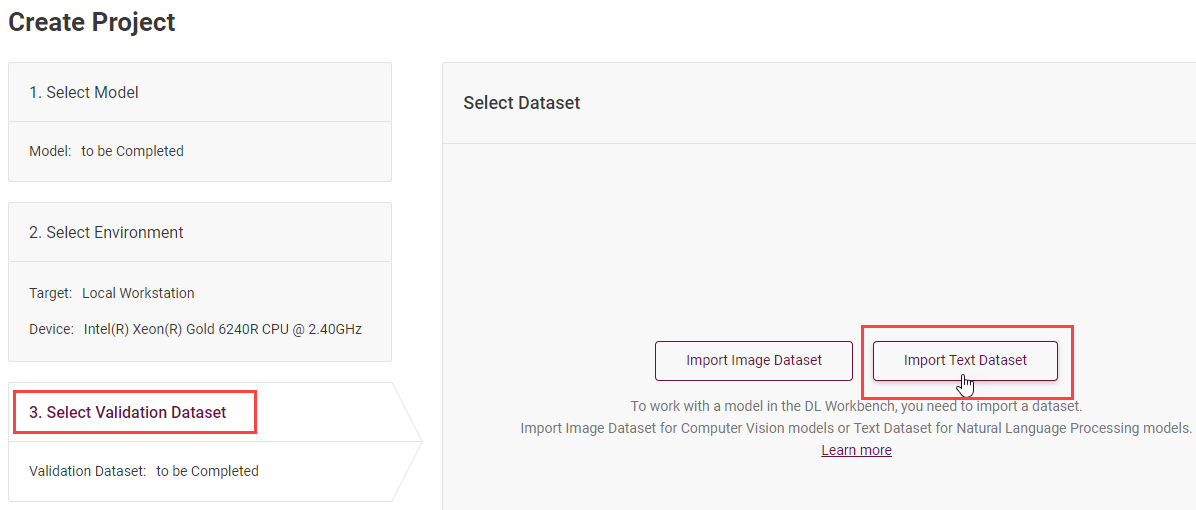 Create Project
1. Select Model
Model: to be Completed
2. Select Environment
Target: Local Workstation
Device: Intel(R) Xeon(R) Gold 6240R CPU @ 2.40GHz
3. Select Validation Dataset
Validation Dataset: to be Completed
Select Dataset
Import Image Dataset
Import Text Dataset
To work with a model in the DL Workbench, you need to import a dataset.
Import Image Dataset for Computer Vision models or Text Dataset for Natural Language Processing models.
Learn more